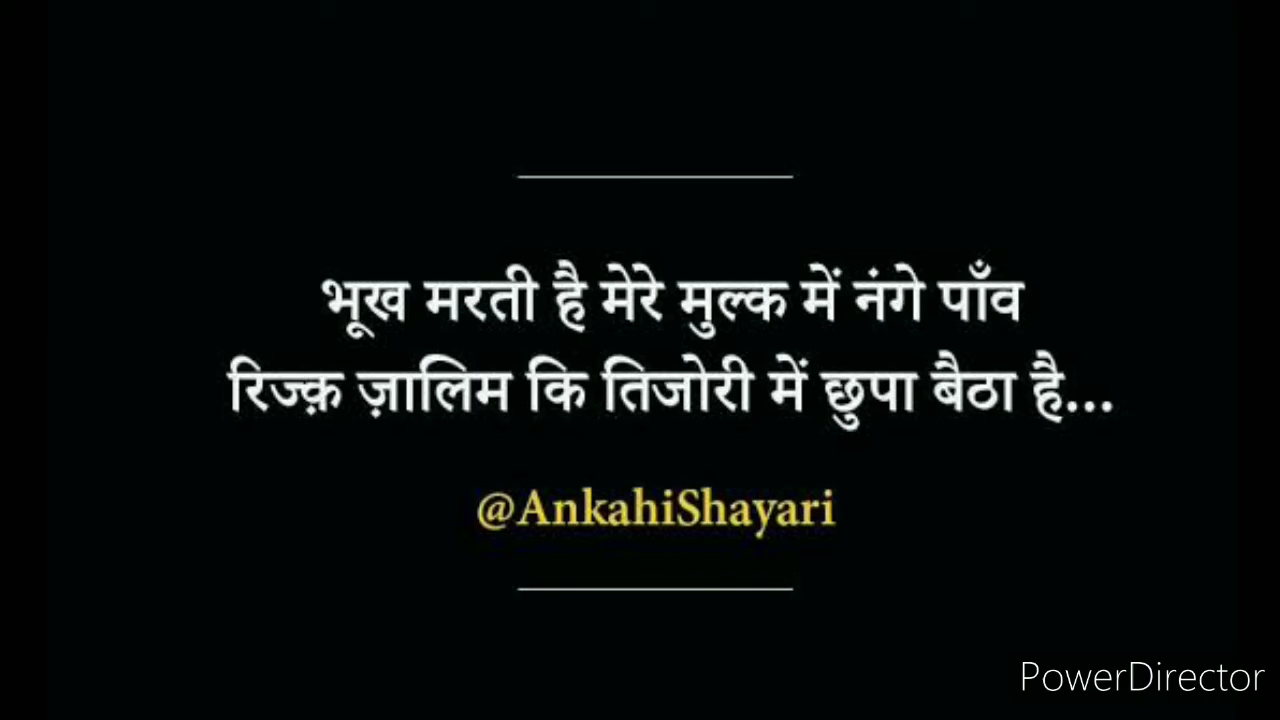 भूख मरती है मेरे मुल्क में नंगे पाँव
रिज्क़ ज़ालिम कि तिजोरी में छुपा बैठा है...
@AnkahiShayari
PowerDirector